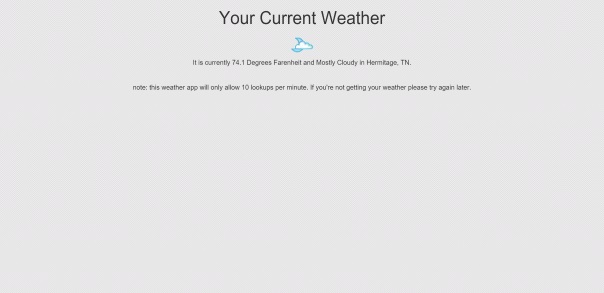 Your Current Weather
It is currently 74.1 Degrees Farenheit and Mostly Cloudy in Hermitage, TN.
note: this weather app will only allow 10 lookups per minute. If you're not getting your weather please try again later.